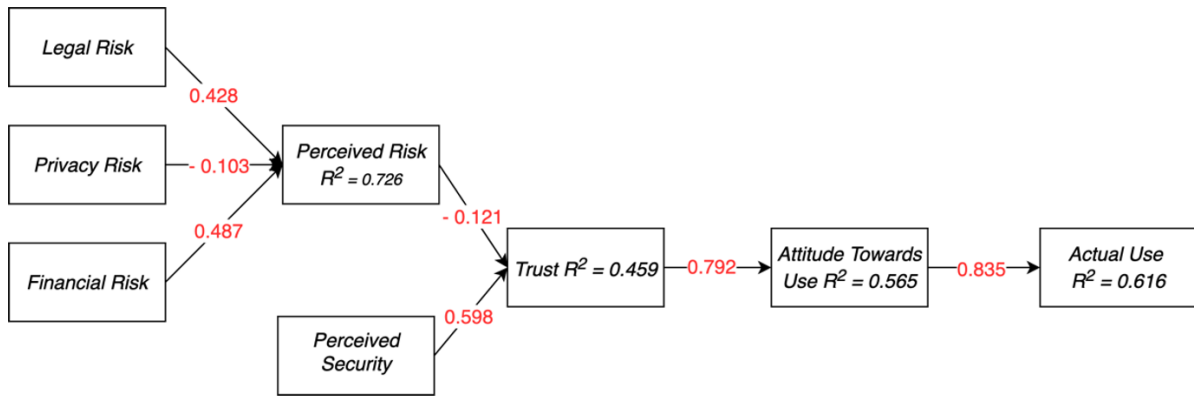 Legal Risk
0.428
Privacy Risk
- 0.103
Perceived Risk
R² = 0.726
0.487
Financial Risk
- 0.121
Trust R² = 0.459
0.792
Attitude Towards
Use R² = 0.565
0.835
Actual Use
R² = 0.616
0.598
Perceived
Security